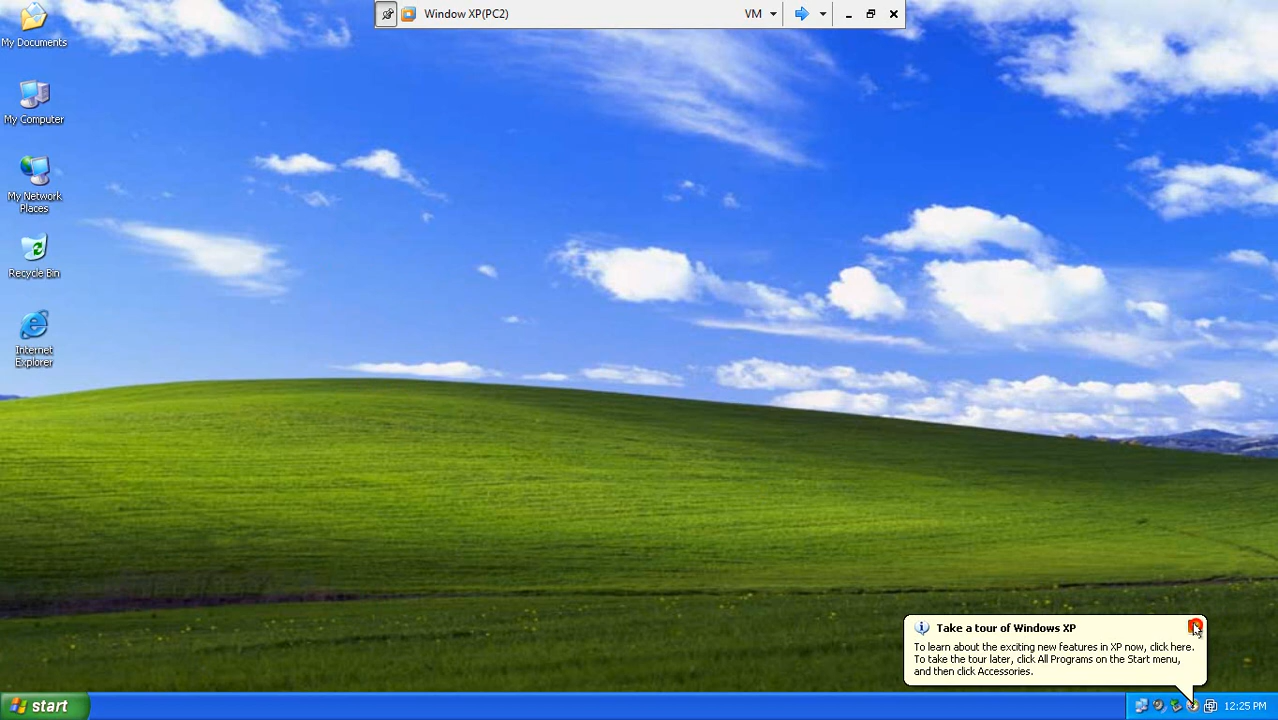 Window XP(PC2)
VM
My Documents
My Computer
My Network
Places
Recycle Bin
Internet
Explorer
Take a tour of Windows XP
To learn about the exciting new features in XP now, click here.
To take the tour later, click All Programs on the Start menu,
and then click Accessories.
start
12:25 PM